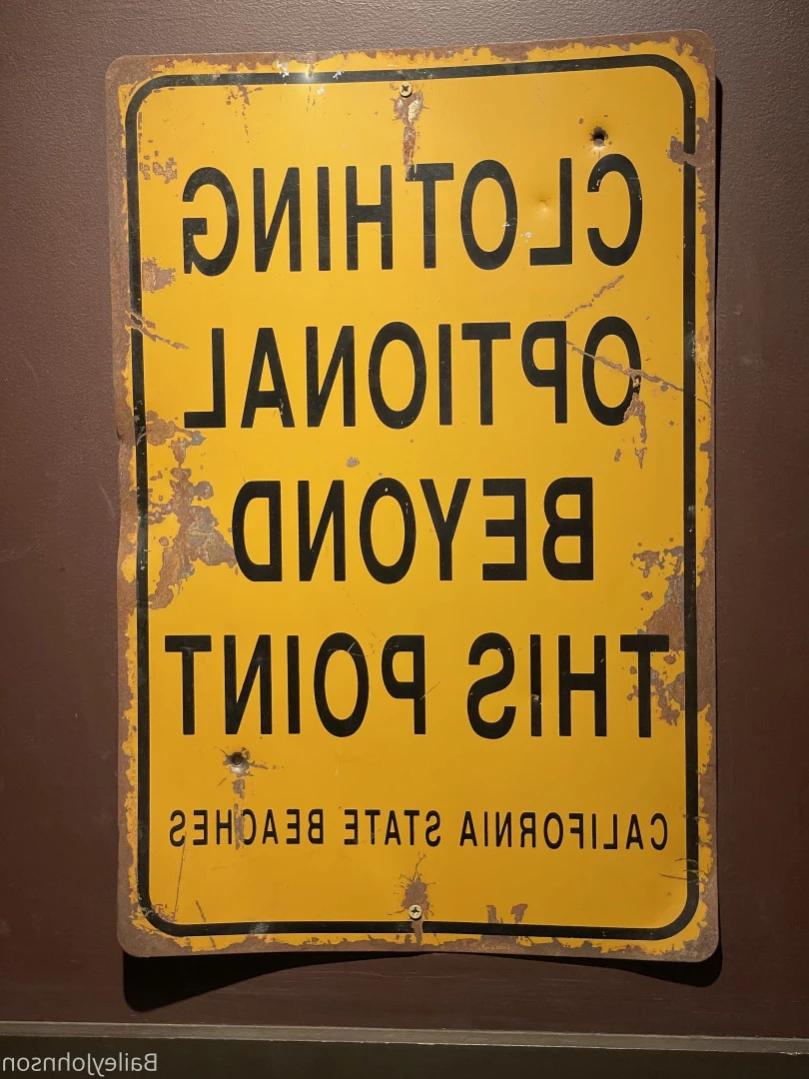 CLOTHING
OPTIONAL
BEYOND
THIS POINT
CALIFORNIA STATE BEACHES
BaileyJohnson